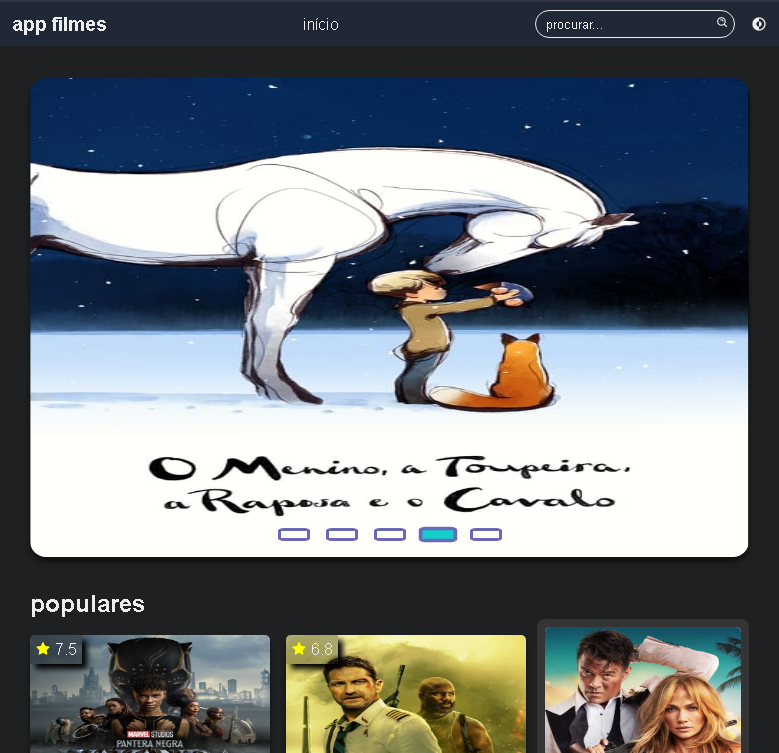 app filmes
início
procurar...
O Menino, a Toupeira,
a Raposa e o Cavalo
populares
7.5
6.8
MARVEL STUDIOS
PANTERA NEGRA